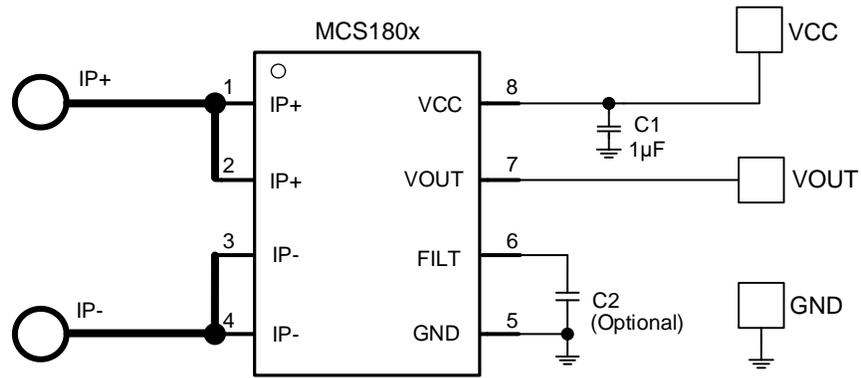 MCS180x
VCC
IP+
1
IP+
VCC
8
C1
1µF
2
IP+
VOUT
7
VOUT
3
IP-
FILT
6
IP-
C2
(Optional)
GND
4
IP-
GND
5